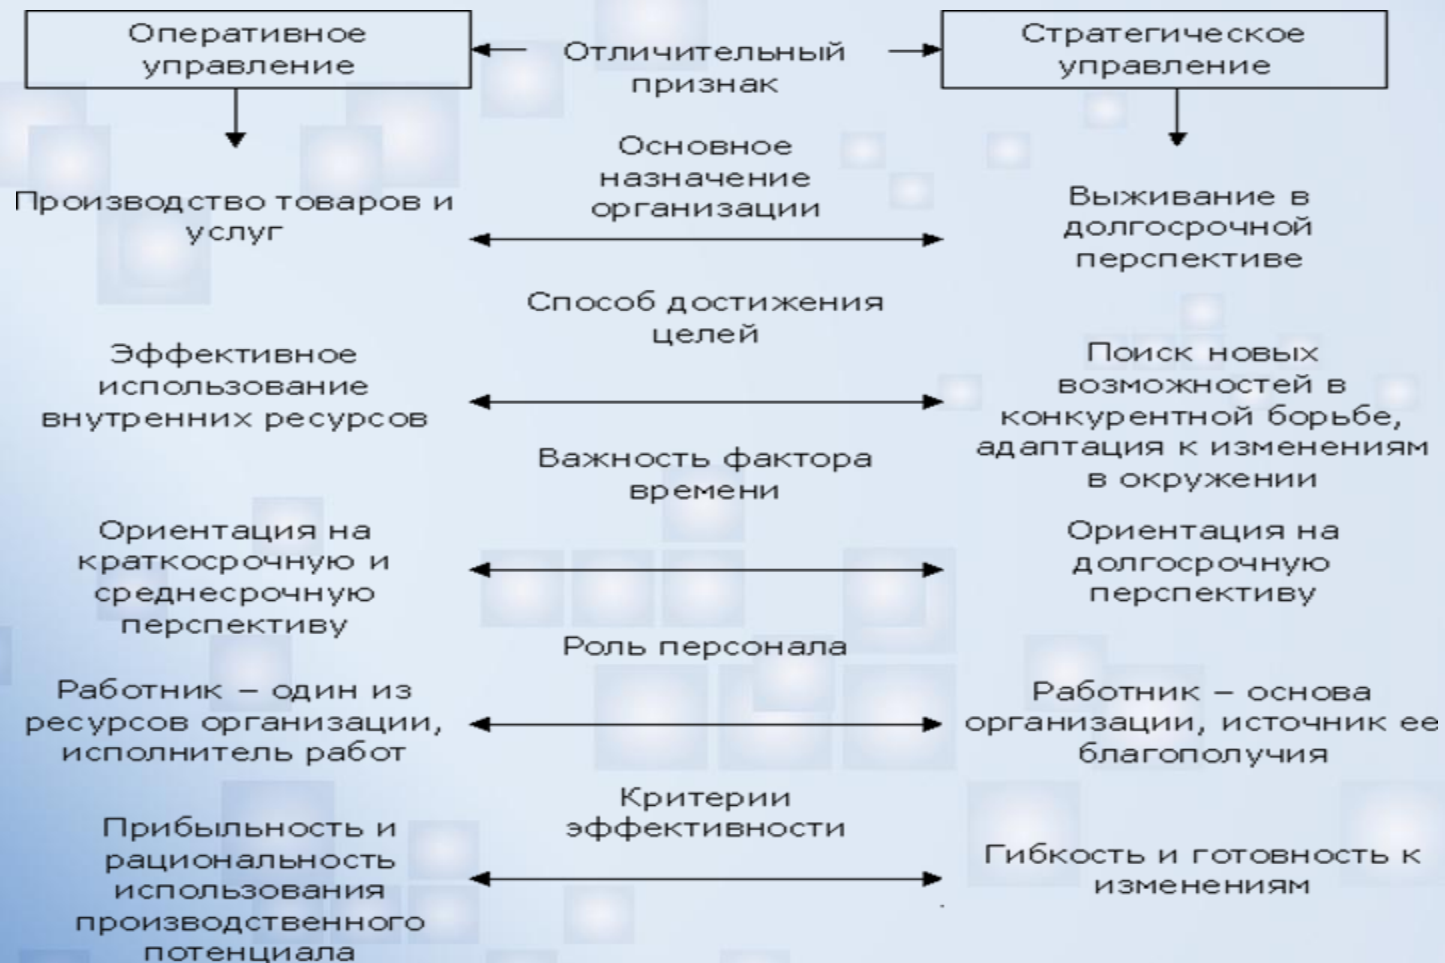 Оперативное
управление
Отличительный
признак
Стратегическое
управление
Основное
назначение
организации
Производство товаров и
услуг
Выживание в
долгосрочной
перспективе
Способ достижения
целей
Эффективное
использование
внутренних ресурсов
Поиск новых
возможностей в
конкурентной борьбе,
адаптация к изменениям
в окружении
Важность фактора
времени
Ориентация на
краткосрочную и
среднесрочную
перспективу
Ориентация на
долгосрочную
перспективу
Роль персонала
Работник – один из
ресурсов организации,
исполнитель работ
Работник – основа
организации, источник ее
благополучия
Критерии
эффективности
Прибыльность и
рациональность
использования
производственного
потенциала
Гибкость и готовность к
изменениям